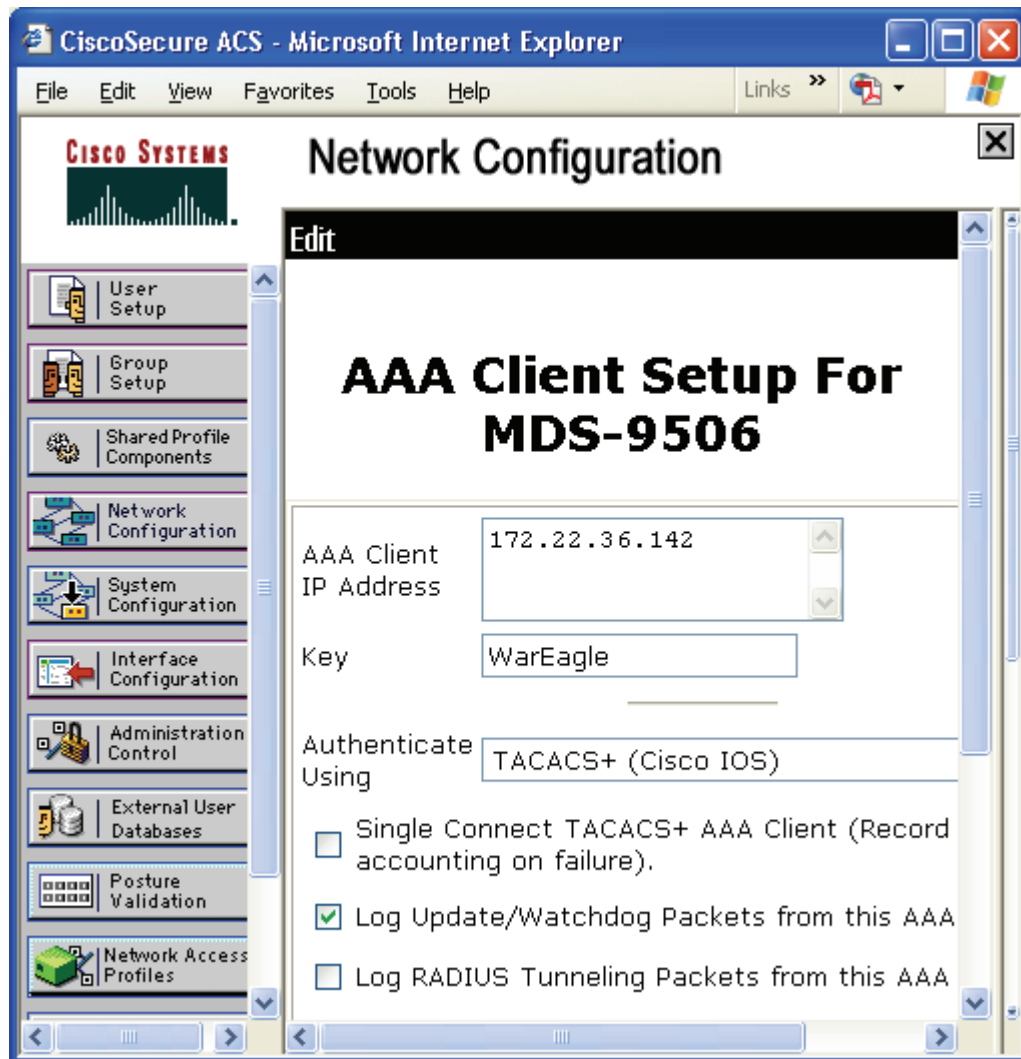 CiscoSecure ACS - Microsoft Internet Explorer
File Edit View Favorites Tools Help Links »
CISCO SYSTEMS
Network Configuration
Edit
User
Setup
Group
Setup
Shared Profile
Components
Network
Configuration
System
Configuration
Interface
Configuration
Administration
Control
External User
Databases
Posture
Validation
Network Access
Profiles
AAA Client Setup For
MDS-9506
AAA Client
IP Address
172.22.36.142
Key
WarEagle
Authenticate
Using
TACACS+ (Cisco IOS)
Single Connect TACACS+ AAA Client (Record
accounting on failure).
Log Update/Watchdog Packets from this AAA
Log RADIUS Tunneling Packets from this AAA